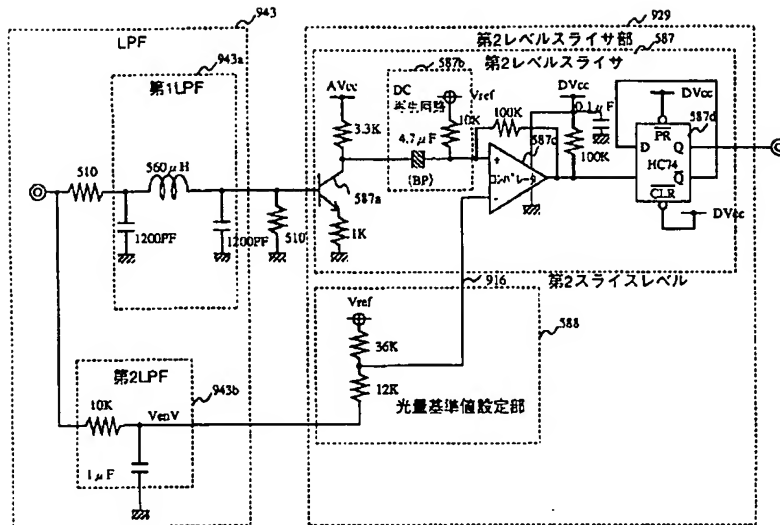 943
929
LPF
第2レベルスライサ部
587
943a
第2レベルスライサ
第1LPF
587b
AVcc
DC
再生回路
Vref
DVcc
0.1μF
DVcc
3.3K
10K
100K
PR
587d
4.7μF
587c
100K
D
Q
510
560μH
+
コンパレータ
HC74
(BP)
587a
Q
-
CLR
DVcc
1200PF
1200PF
510
1K
916
第2スライスレベル
Vref
588
36K
第2LPF
12K
943b
光量基準値設定部
10K
VenV
1μF